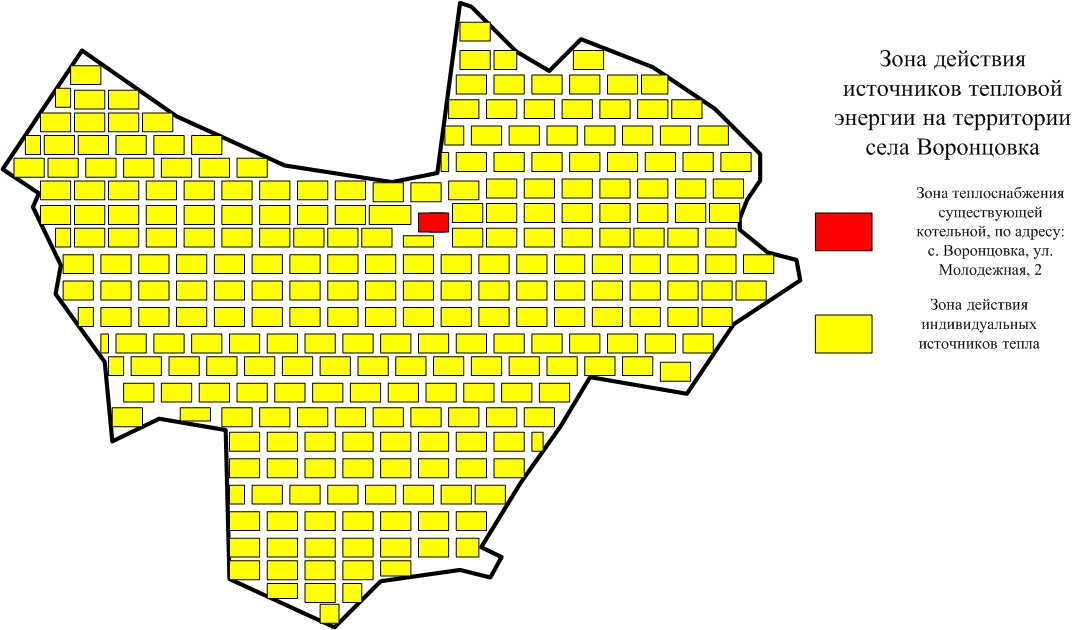 Зона действия
источников тепловой
энергии на территории
села Воронцовка
Зона теплоснабжения
существующей
котельной, по адресу:
с. Воронцовка, ул.
Молодежная, 2
Зона действия
индивидуальных
источников тепла